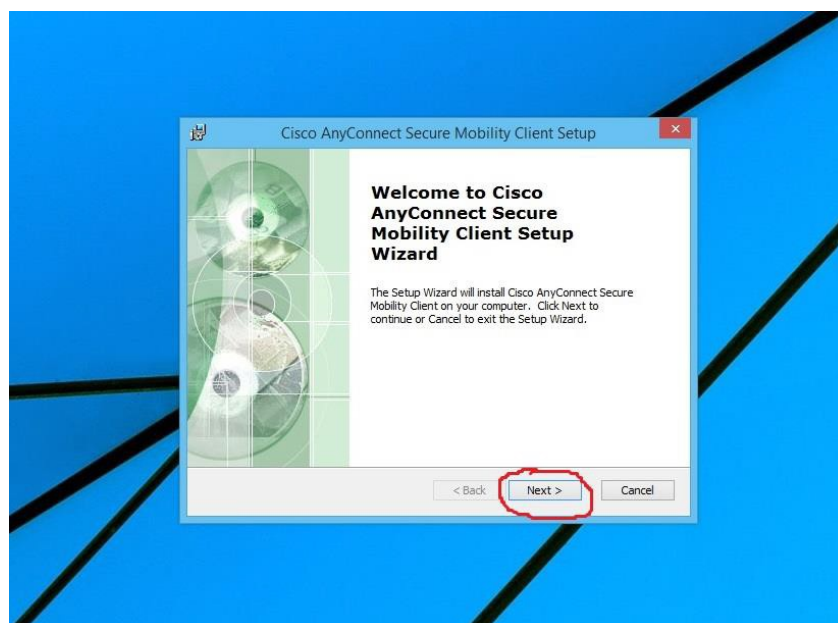 Cisco AnyConnect Secure Mobility Client Setup
Welcome to Cisco
AnyConnect Secure
Mobility Client Setup
Wizard
The Setup Wizard will install Cisco AnyConnect Secure
Mobility Client on your computer. Click Next to
continue or Cancel to exit the Setup Wizard.
< Back Next > Cancel